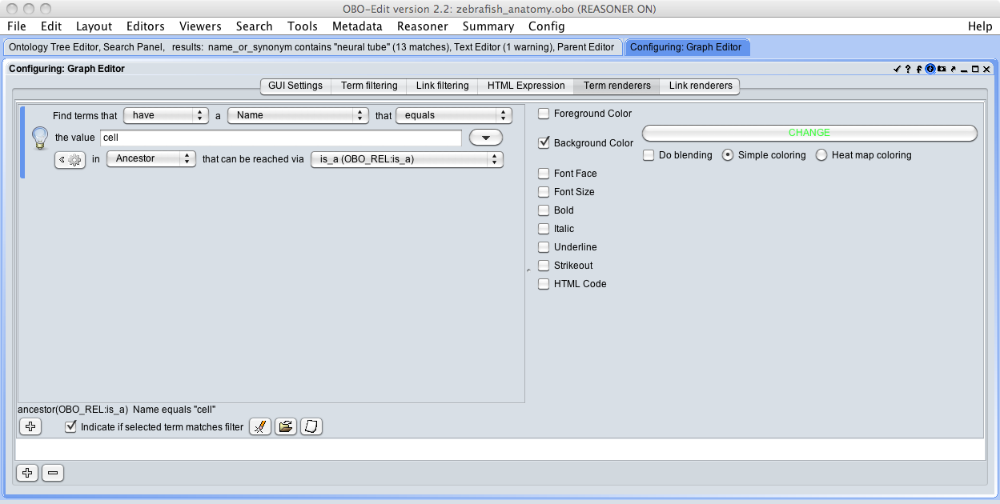 OBO-Edit version 2.2: zebrafish_anatomy.obo (REASONER ON)
File Edit Layout Editors Viewers Search Tools Metadata Reasoner Summary Config Help
Ontology Tree Editor, Search Panel, results: name_or_synonym contains "neural tube" (13 matches), Text Editor (1 warning), Parent Editor Configuring: Graph Editor
Configuring: Graph Editor
GUI Settings Term filtering Link filtering HTML Expression Term renderers Link renderers
Find terms that have a Name that equals
the value cell
in Ancestor that can be reached via is_a (OBO_REL:is_a)
Foreground Color
Background Color CHANGE
Do blending Simple coloring Heat map coloring
Font Face
Font Size
Bold
Italic
Underline
Strikeout
HTML Code
ancestor(OBO_REL:is_a) Name equals "cell"
Indicate if selected term matches filter